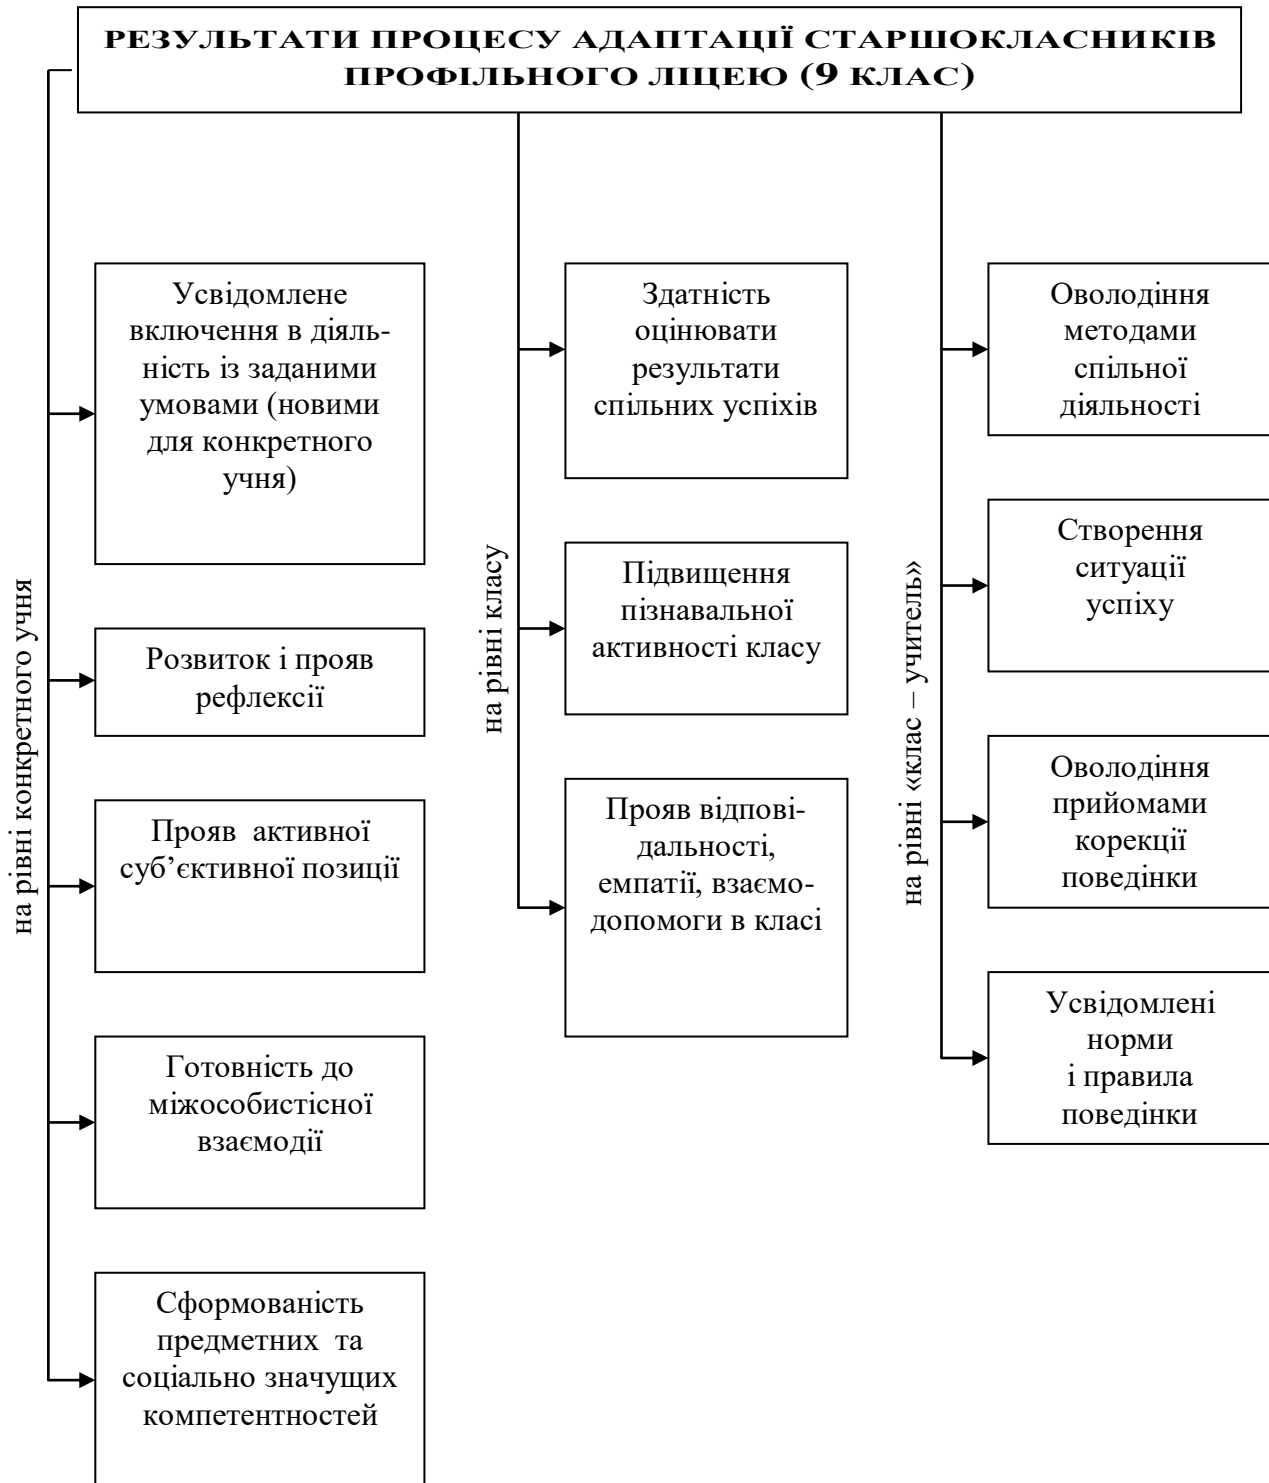 РЕЗУЛЬТАТИ ПРОЦЕСУ АДАПТАЦІЇ СТАРШОКЛАСНИКІВ
ПРОФІЛЬНОГО ЛІЦЕЮ (9 КЛАС)
на рівні конкретного учня
Усвідомлене
включення в діяль-
ність із заданими
умовами (новими
для конкретного
учня)
Розвиток і прояв
рефлексії
Прояв активної
суб’єктивної позиції
Готовність до
міжособистісної
взаємодії
Сформованість
предметних та
соціально значущих
компетентностей
на рівні класу
Здатність
оцінювати
результати
спільних успіхів
Підвищення
пізнавальної
активності класу
Прояв відпові-
дальності,
емпатії, взаємо-
допомоги в класі
на рівні «клас – учитель»
Оволодіння
методами
спільної
діяльності
Створення
ситуації
успіху
Оволодіння
прийомами
корекції
поведінки
Усвідомлені
норми
і правила
поведінки